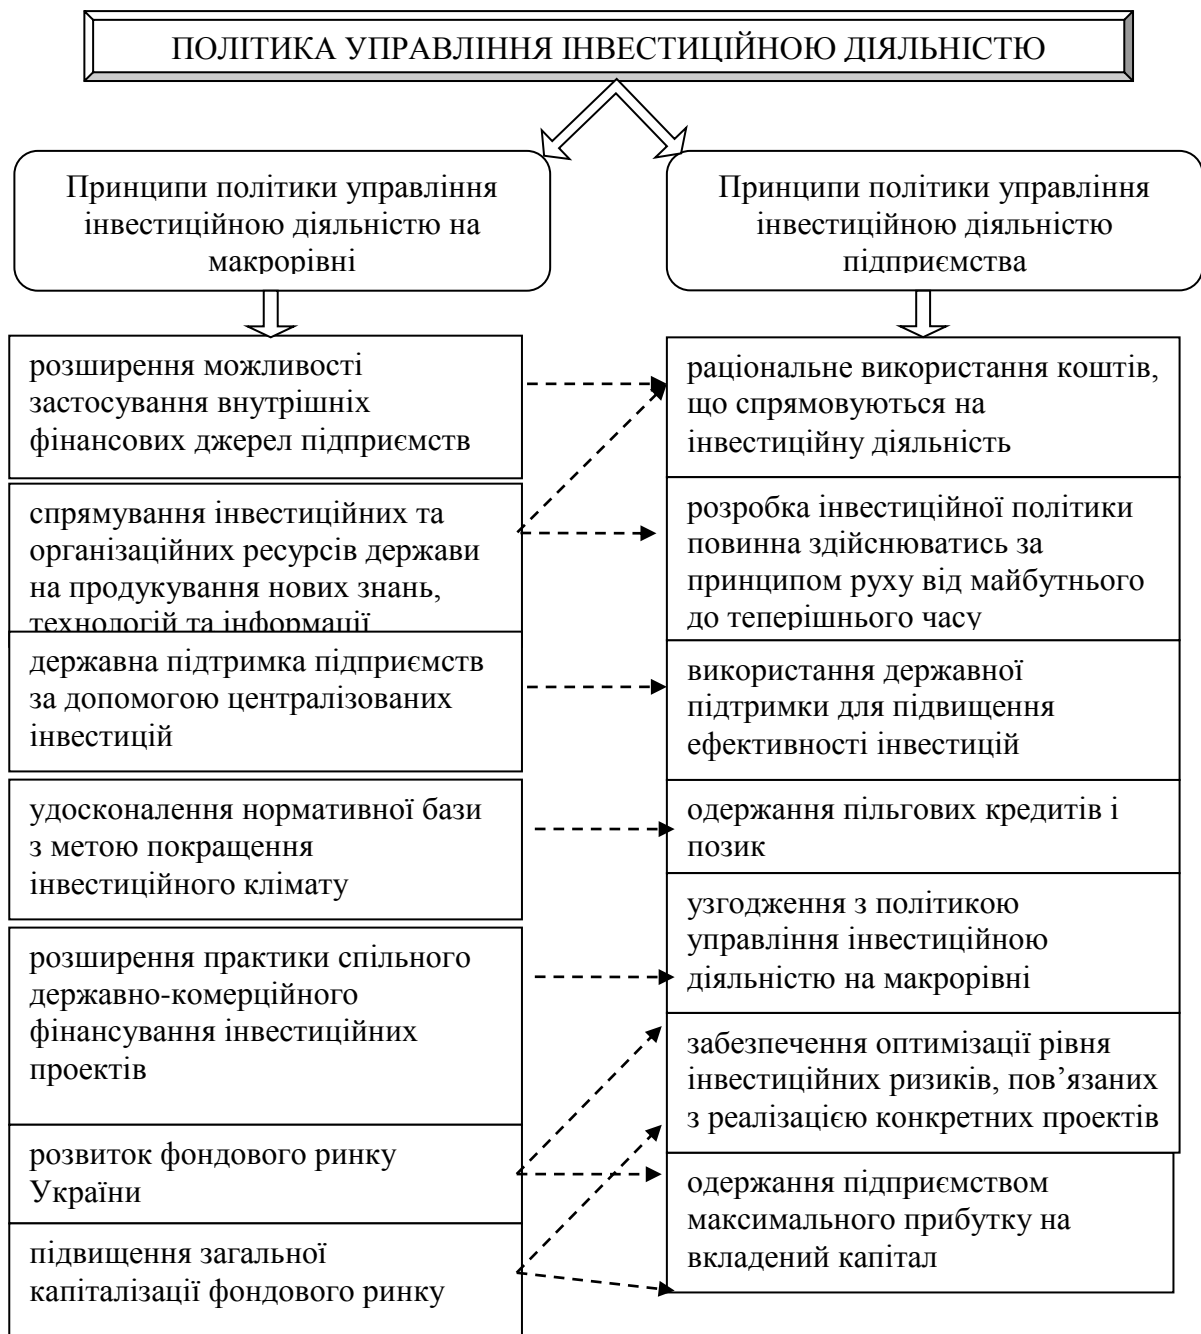 ПОЛІТИКА УПРАВЛІННЯ ІНВЕСТИЦІЙНОЮ ДІЯЛЬНІСТЮ
Принципи політики управління
інвестиційною діяльністю на
макрорівні
розширення можливості
застосування внутрішніх
фінансових джерел підприємств
спрямування інвестиційних та
організаційних ресурсів держави
на продукування нових знань,
технологій та інформації
державна підтримка підприємств
за допомогою централізованих
інвестицій
удосконалення нормативної бази
з метою покращення
інвестиційного клімату
розширення практики спільного
державно-комерційного
фінансування інвестиційних
проектів
розвиток фондового ринку
України
підвищення загальної
капіталізації фондового ринку
Принципи політики управління
інвестиційною діяльністю
підприємства
раціональне використання коштів,
що спрямовуються на
інвестиційну діяльність
розробка інвестиційної політики
повинна здійснюватись за
принципом руху від майбутнього
до теперішнього часу
використання державної
підтримки для підвищення
ефективності інвестицій
одержання пільгових кредитів і
позик
узгодження з політикою
управління інвестиційною
діяльністю на макрорівні
забезпечення оптимізації рівня
інвестиційних ризиків, пов’язаних
з реалізацією конкретних проектів
одержання підприємством
максимального прибутку на
вкладений капітал